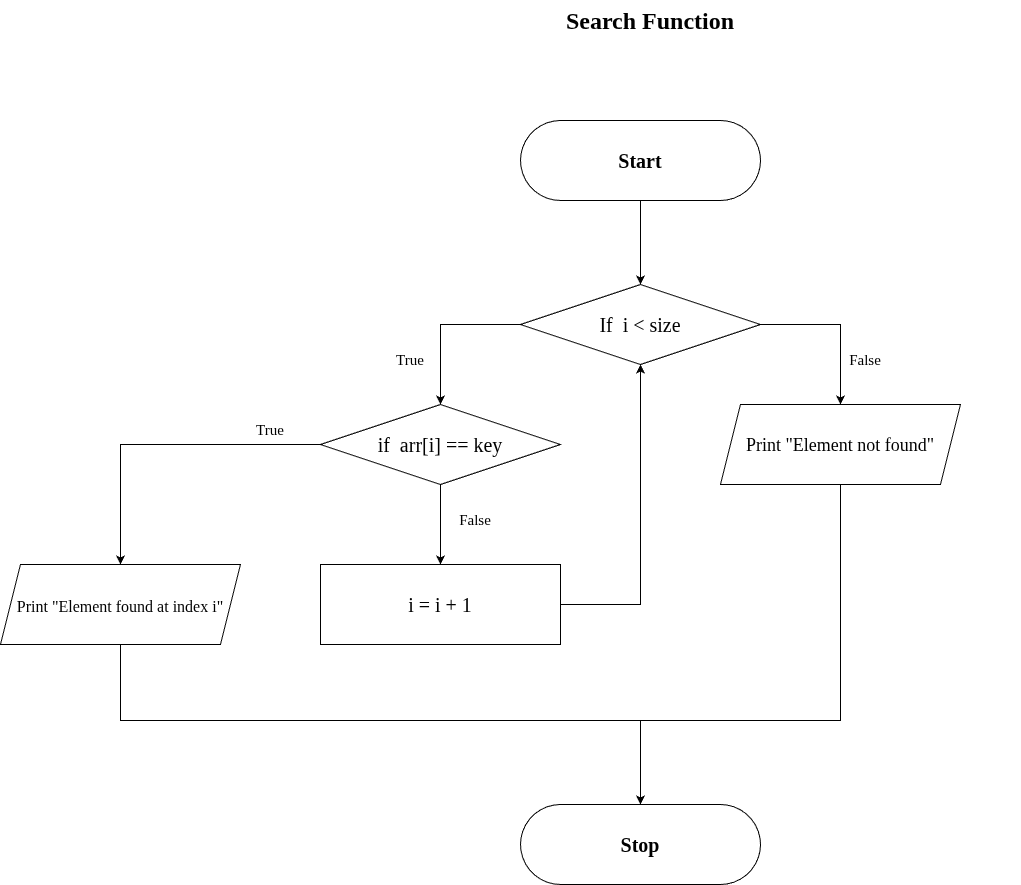 Search Function
Start
If  i < size
True
False
True
if  arr[i] == key
Print "Element not found"
False
Print "Element found at index i"
i = i + 1
Stop